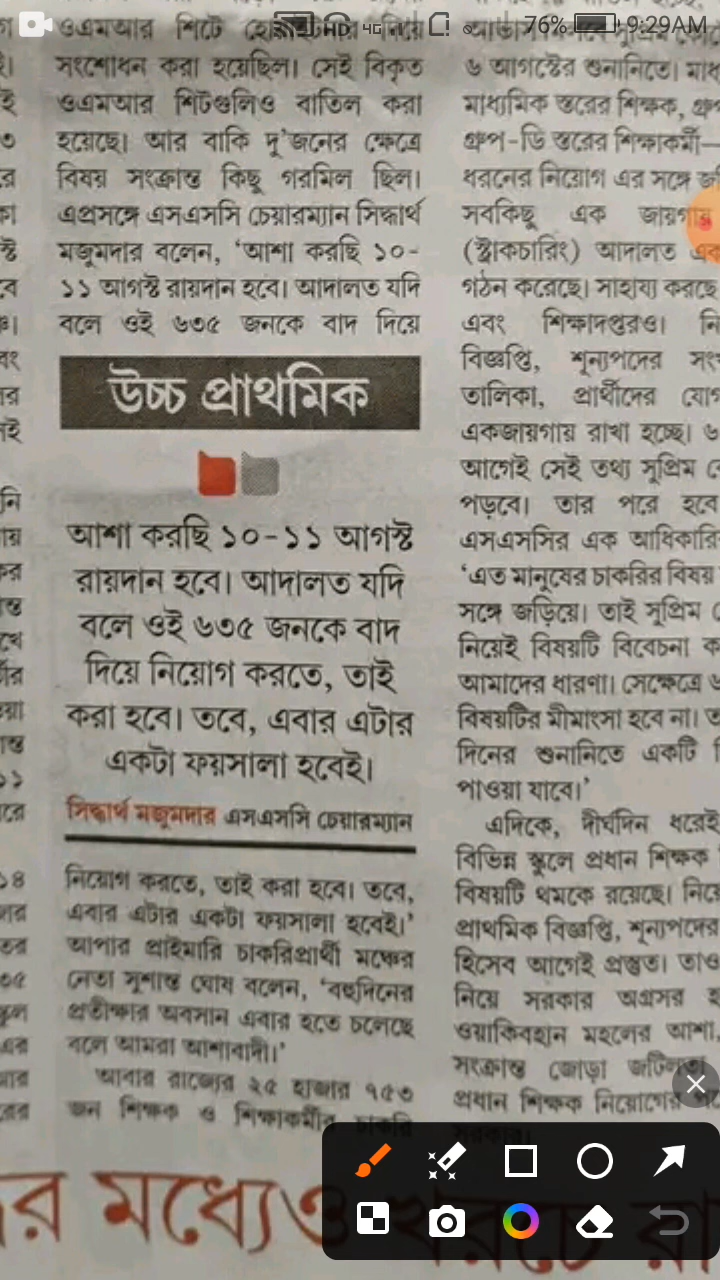 HD 4G 76% 9:29AM
ওএমআর শিটে
সংশোধন করা হয়েছিল। সেই বিকৃত
ওএমআর শিটগুলিও বাতিল করা
হয়েছে। আর বাকি দু'জনের ক্ষেত্রে
বিষয় সংক্রান্ত কিছু গরমিল ছিল।
এপ্রসঙ্গে এসএসসি চেয়ারম্যান সিদ্ধার্থ
মজুমদার বলেন, 'আশা করছি ১০-
১১ আগস্ট রায়দান হবে। আদালত যদি
বলে ওই ৬৩৫ জনকে বাদ দিয়ে
উচ্চ প্রাথমিক
আশা করছি ১০-১১ আগস্ট
রায়দান হবে। আদালত যদি
বলে ওই ৬৩৫ জনকে বাদ
দিয়ে নিয়োগ করতে, তাই
করা হবে। তবে, এবার এটার
একটা ফয়সালা হবেই।
সিদ্ধার্থ মজুমদার এসএসসি চেয়ারম্যান
নিয়োগ করতে, তাই করা হবে। তবে,
এবার এটার একটা ফয়সালা হবেই।'
আপার প্রাইমারি চাকরিপ্রার্থী মঞ্চের
নেতা সুশান্ত ঘোষ বলেন, 'বহুদিনের
প্রতীক্ষার অবসান এবার হতে চলেছে
বলে আমরা আশাবাদী।'
আবার রাজ্যের ২৫ হাজার ৭৫৩
জন শিক্ষক ও শিক্ষাকর্মীর চাকরি
৬ আগস্টের শুনানিতে।
মাধ্যমিক স্তরের শিক্ষক,
গ্রুপ-ডি স্তরের শিক্ষাকর্মী—
ধরনের নিয়োগ এর সঙ্গে
সবকিছু এক জায়গায়
(স্ট্রাকচারিং) আদালত
গঠন করেছে। সাহায্য করছে
এবং শিক্ষাদপ্তরও।
বিজ্ঞপ্তি, শূন্যপদের
তালিকা, প্রার্থীদের
একজায়গায় রাখা হচ্ছে। ৬
আগেই সেই তথ্য সুপ্রিম
পড়বে। তার পরে হবে
এসএসসির এক
'এত মানুষের চাকরির বিষয়
সঙ্গে জড়িয়ে। তাই সুপ্রিম
নিয়েই বিষয়টি বিবেচনা
আমাদের ধারণা। সেক্ষেত্রে ৬
বিষয়টির মীমাংসা হবে না।
দিনের শুনানিতে একটি
পাওয়া যাবে।'
এদিকে, দীর্ঘদিন ধরেই
বিভিন্ন স্কুলে প্রধান শিক্ষক
বিষয়টি থমকে রয়েছে।
প্রাথমিক বিজ্ঞপ্তি, শূন্যপদের
হিসেব আগেই প্রস্তুত। তাও
নিয়ে সরকার অগ্রসর
ওয়াকিবহাল মহলের আশা,
সংক্রান্ত জোড়া জটিলতা
প্রধান শিক্ষক নিয়োগের
মধ্যেও খরচে